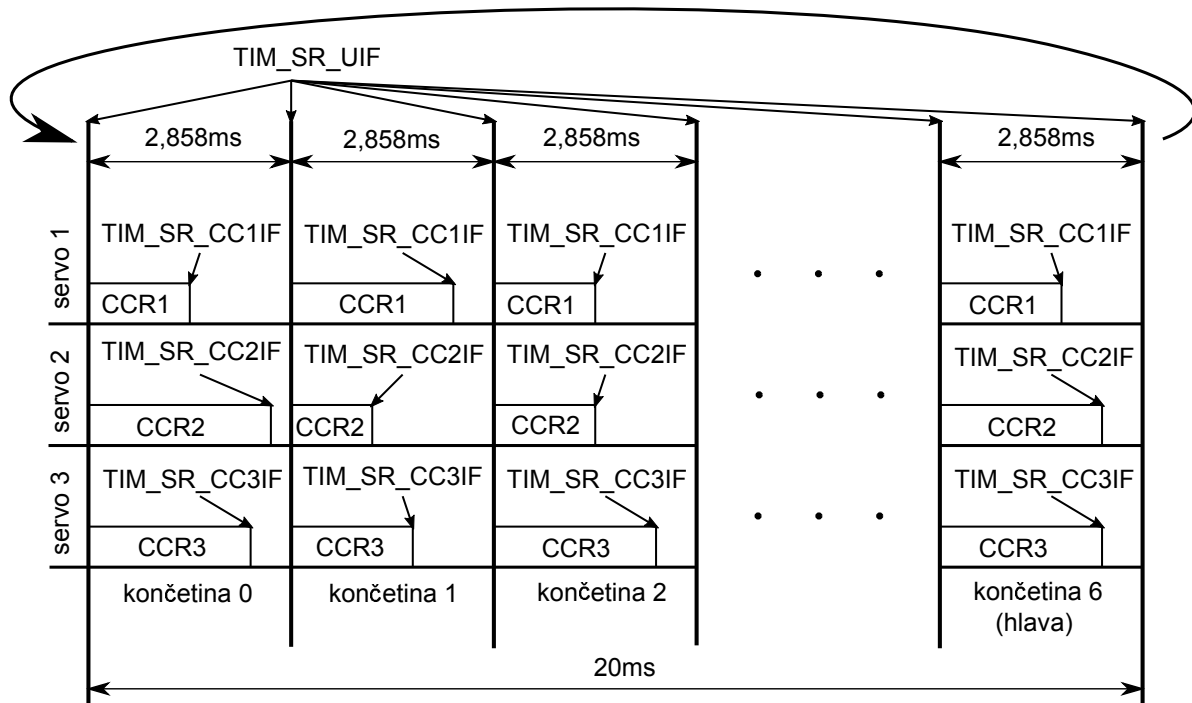 TIM_SR_UIF
2,858ms 2,858ms 2,858ms 2,858ms
servo 1
TIM_SR_CC1IF TIM_SR_CC1IF TIM_SR_CC1IF TIM_SR_CC1IF
CCR1 CCR1 CCR1 CCR1
servo 2
TIM_SR_CC2IF TIM_SR_CC2IF TIM_SR_CC2IF TIM_SR_CC2IF
CCR2 CCR2 CCR2 CCR2
servo 3
TIM_SR_CC3IF TIM_SR_CC3IF TIM_SR_CC3IF TIM_SR_CC3IF
CCR3 CCR3 CCR3 CCR3
končetina 0 končetina 1 končetina 2 končetina 6
(hlava)
20ms